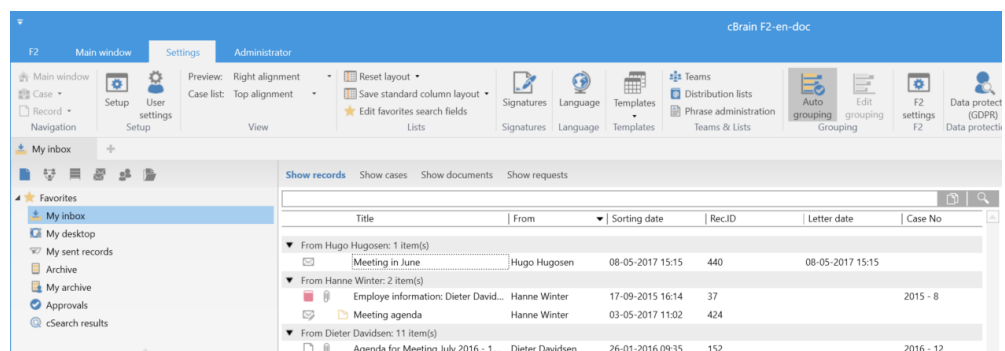 cBrain F2-en-doc
F2 Main window Settings Administrator
Main window
Case
Record
Navigation
Setup
User settings
Setup
Preview: Right alignment
Case list: Top alignment
View
Reset layout
Save standard column layout
Edit favorites search fields
Lists
Signatures
Signatures
Language
Language
Templates
Templates
Teams
Distribution lists
Phrase administration
Teams & Lists
Auto grouping
Edit grouping
Grouping
F2 settings
F2
Data protect
(GDPR)
Data protectio
My inbox
Show records Show cases Show documents Show requests
Favorites
My inbox
My desktop
My sent records
Archive
My archive
Approvals
cSearch results
Title From Sorting date Rec.ID Letter date Case No
From Hugo Hugosen: 1 item(s)
Meeting in June Hugo Hugosen 08-05-2017 15:15 440 08-05-2017 15:15
From Hanne Winter: 2 item(s)
Employe information: Dieter David... Hanne Winter 17-09-2015 16:14 37 2015 - 8
Meeting agenda Hanne Winter 03-05-2017 11:02 424
From Dieter Davidsen: 11 item(s)
Agenda for Meeting July 2016 - 1 Dieter Davidsen 26-01-2016 09:35 152 2016 - 12